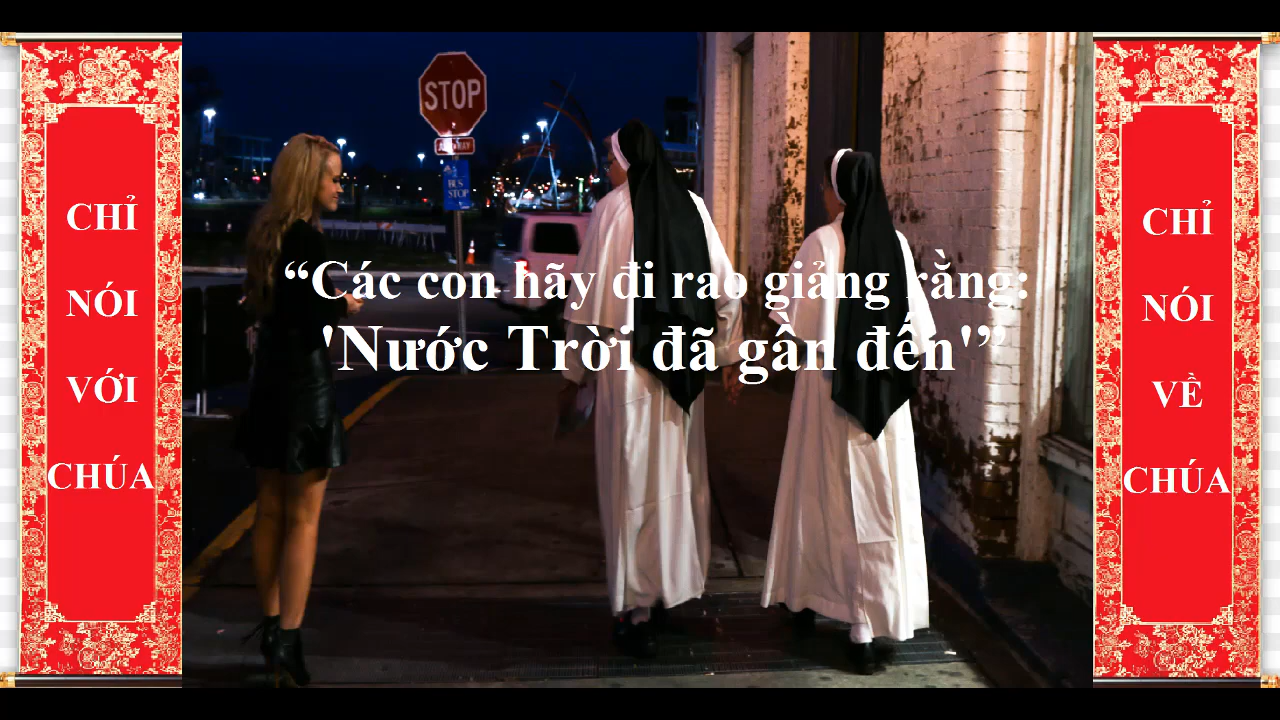 CHỈ
NÓI
VỚI
CHÚA
STOP
BUS
STOP
“Các con hãy đi rao giảng rằng:
'Nước Trời đã gần đến'”
CHỈ
NÓI
VỀ
CHÚA